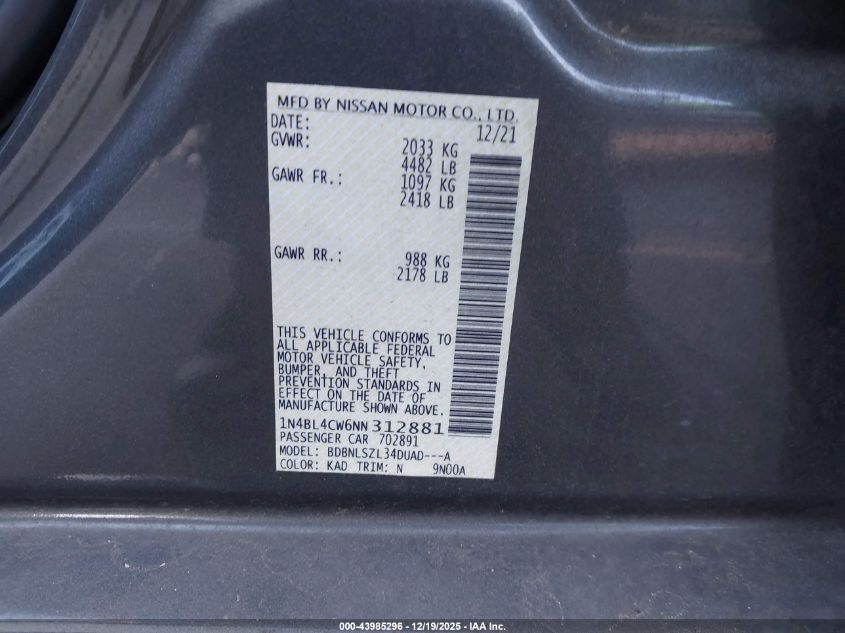 MFD BY NISSAN MOTOR CO., LTD.
DATE: 12/21
GVWR: 2033 KG
4482 LB
GAWR FR.: 1097 KG
2418 LB
GAWR RR.: 988 KG
2178 LB
THIS VEHICLE CONFORMS TO
ALL APPLICABLE FEDERAL
MOTOR VEHICLE SAFETY,
BUMPER, AND THEFT
PREVENTION STANDARDS IN
EFFECT ON THE DATE OF
MANUFACTURE SHOWN ABOVE.
1N4BL4CW6NN312881
PASSENGER CAR 702891
MODEL: BDBNLSZL34DUAD---A
COLOR: KAD TRIM: N 9N00A
000-43985296 - 12/19/2025 - IAA Inc.